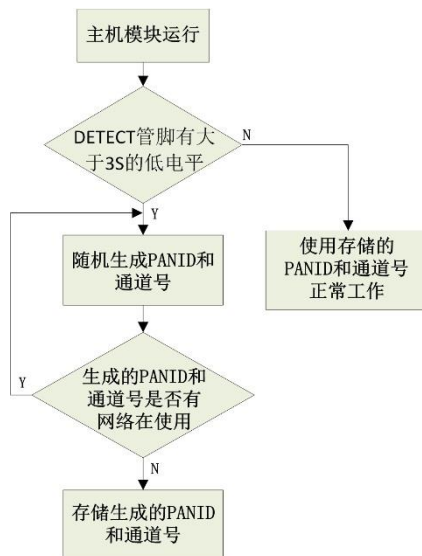 主机模块运行
DETECT管脚有大
于3S的低电平
N
Y
随机生成PANID和
通道号
使用存储的
PANID和通道号
正常工作
生成的PANID和
通道号是否有
网络在使用
Y
N
存储生成的PANID
和通道号